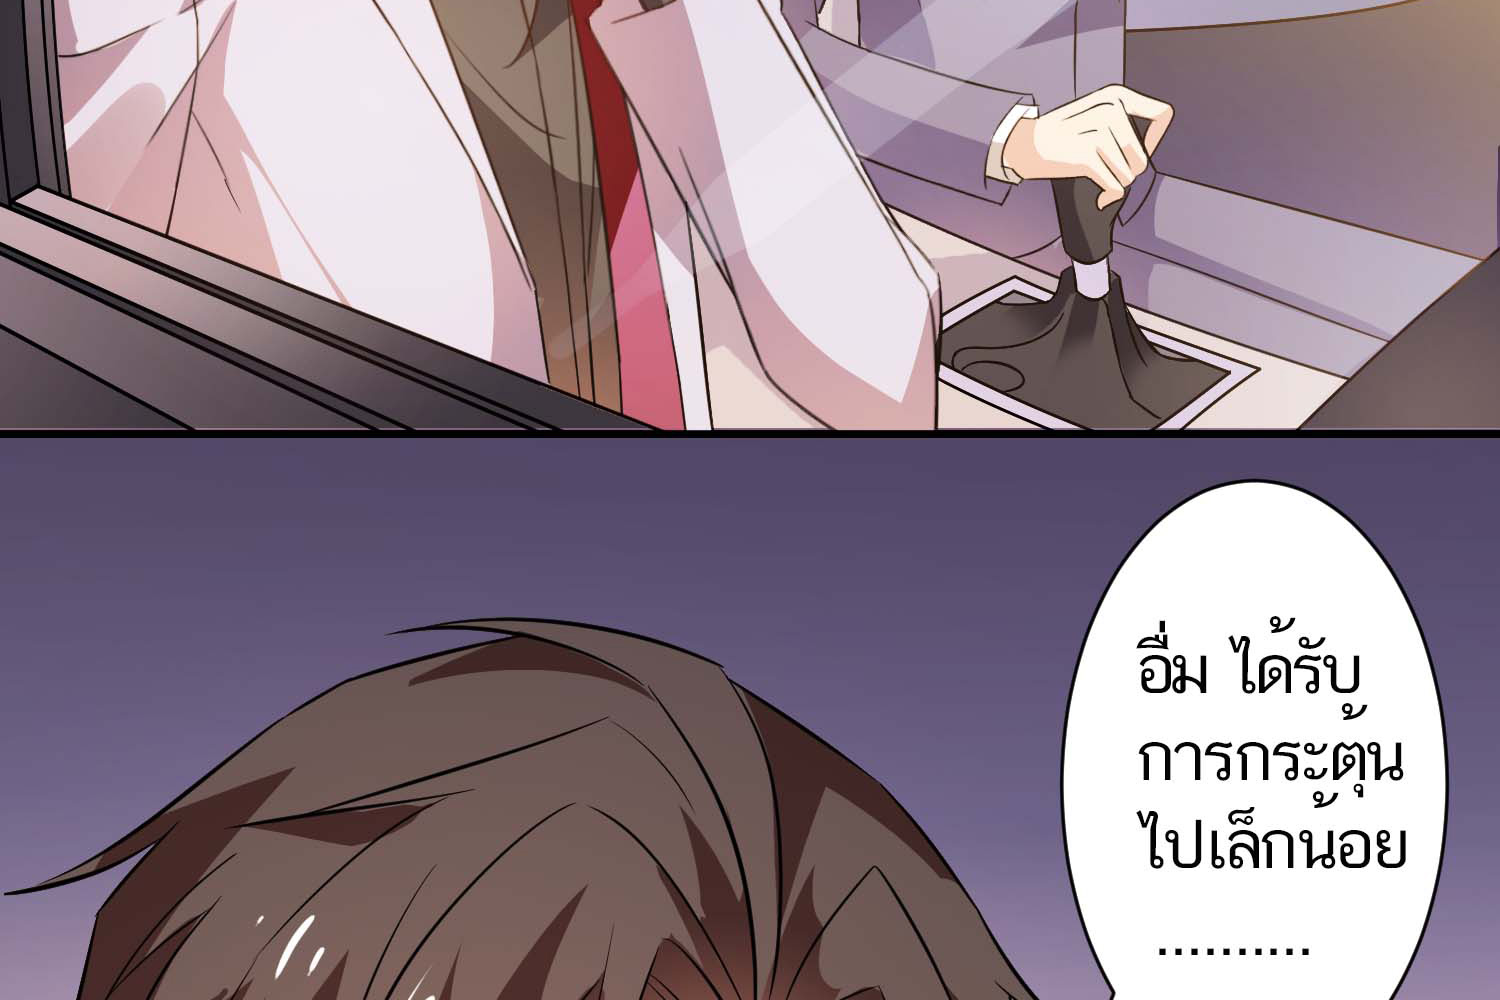 อื่ม ได้รับ
การกระตุ้น
ไปเล็กน้อย
..........